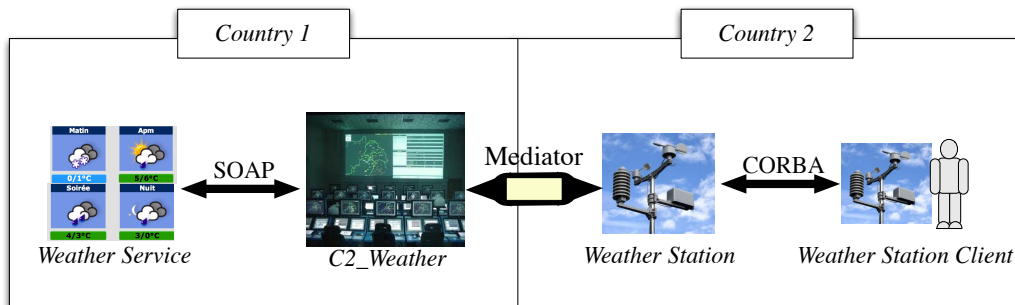 Country 1
Country 2
Matin
Apm
0/1°C
5/6°C
Soirée
Nuit
4/3°C
3/0°C
SOAP
Mediator
CORBA
Weather Service
C2_Weather
Weather Station
Weather Station Client